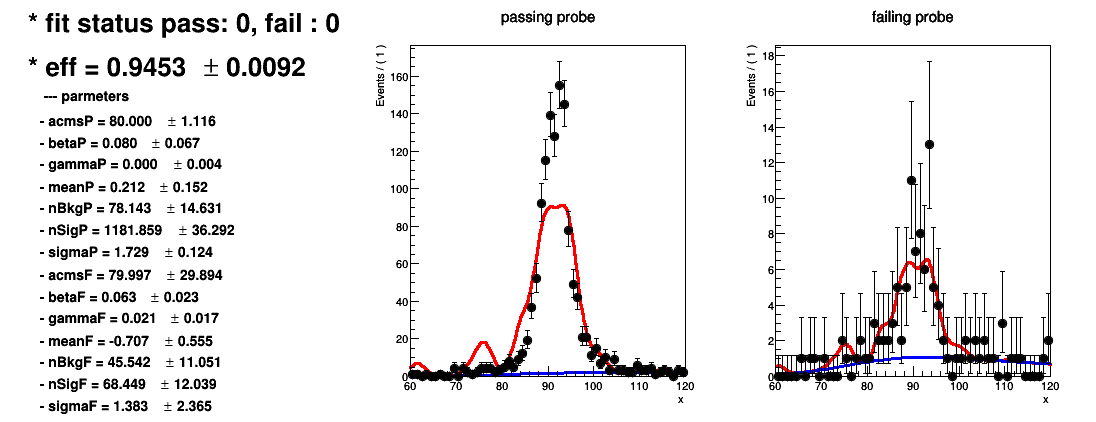 * fit status pass: 0, fail : 0
* eff = 0.9453 ± 0.0092
--- parmeters
- acmsP = 80.000 ± 1.116
- betaP = 0.080 ± 0.067
- gammaP = 0.000 ± 0.004
- meanP = 0.212 ± 0.152
- nBkgP = 78.143 ± 14.631
- nSigP = 1181.859 ± 36.292
- sigmaP = 1.729 ± 0.124
- acmsF = 79.997 ± 29.894
- betaF = 0.063 ± 0.023
- gammaF = 0.021 ± 0.017
- meanF = -0.707 ± 0.555
- nBkgF = 45.542 ± 11.051
- nSigF = 68.449 ± 12.039
- sigmaF = 1.383 ± 2.365
passing probe
Events / ( 1 )
160
140
120
100
80
60
40
20
0
60 70 80 90 100 110 120
x
failing probe
Events / ( 1 )
18
16
14
12
10
8
6
4
2
0
60 70 80 90 100 110 120
x